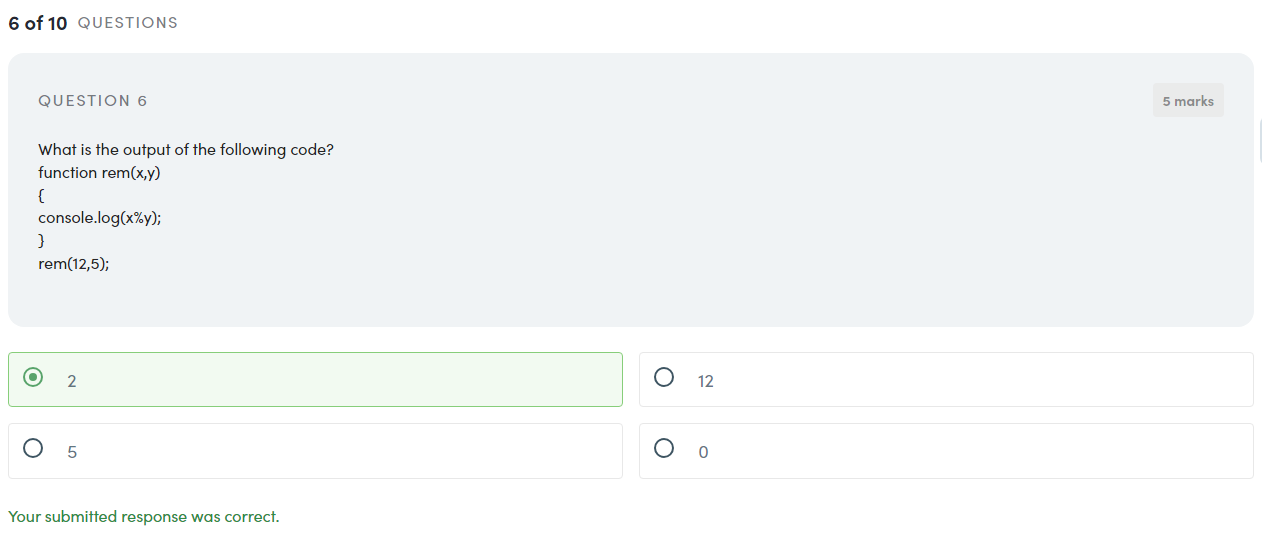 6 of 10 QUESTIONS
QUESTION 6
5 marks
What is the output of the following code?
function rem(x,y)
{
console.log(x%y);
}
rem(12,5);
2
12
5
0
Your submitted response was correct.